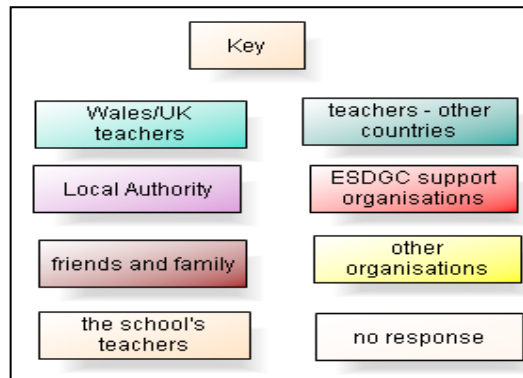 Key
Wales/UK
teachers
teachers - other
countries
Local Authority
ESDGC support
organisations
friends and family
other
organisations
the school's
teachers
no response